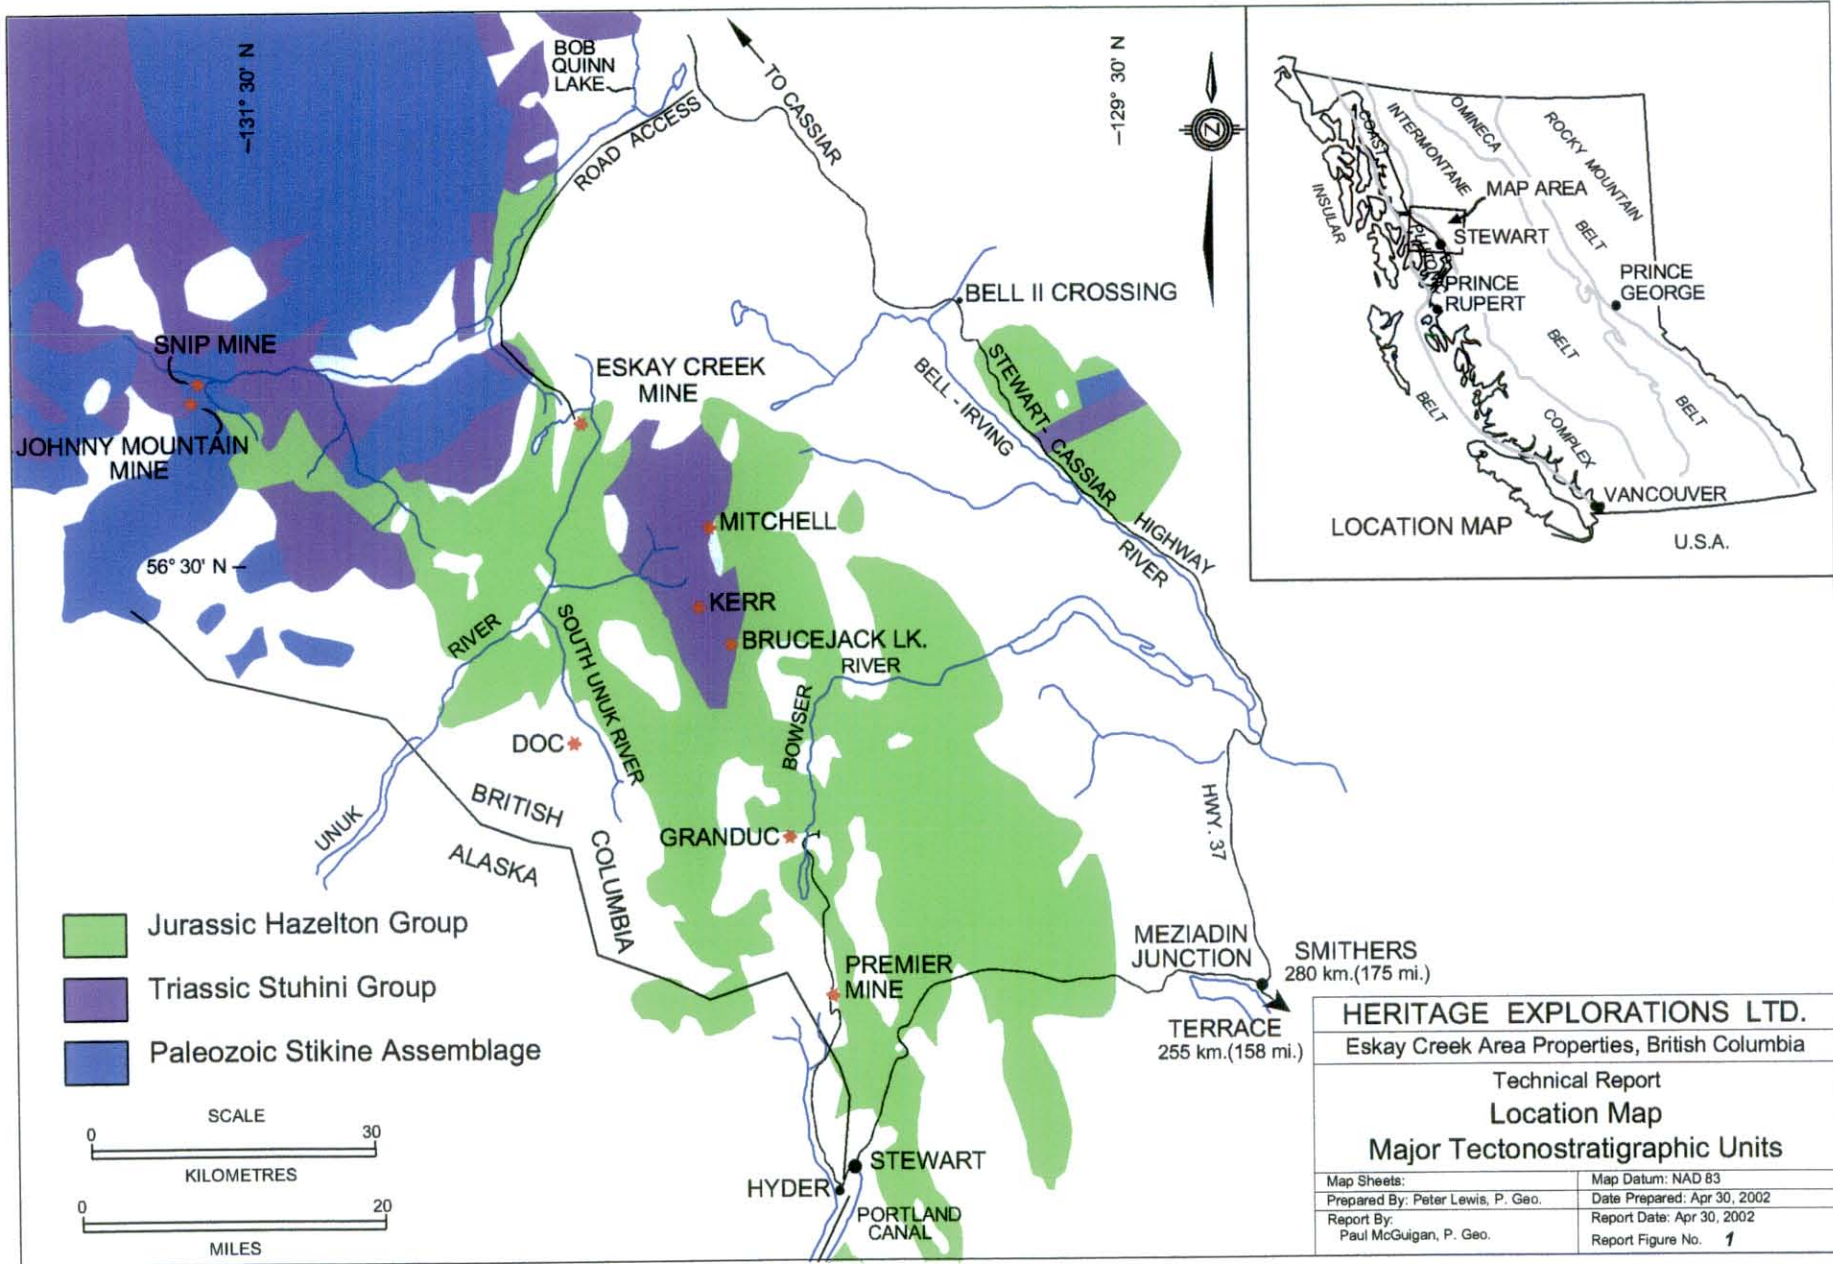 BOB
QUINN
LAKE
131° 30' N
ROAD ACCESS
TO CASSIAR
129° 30' N
N
SNIP MINE
JOHNNY MOUNTAIN
MINE
ESKAY CREEK
MINE
BELL II CROSSING
BELL - IRVING
STEWART- CASSIAR
HIGHWAY
RIVER
MITCHELL
56° 30' N
KERR
BRUCEJACK LK.
RIVER
SOUTH UNUK RIVER
RIVER
BOWSER
DOC
UNUK
BRITISH
COLUMBIA
ALASKA
GRANDUC
HWY. 37
MEZIADIN
JUNCTION
SMITHERS
280 km.(175 mi.)
PREMIER
MINE
TERRACE
255 km.(158 mi.)
STEWART
HYDER
PORTLAND
CANAL
Jurassic Hazelton Group
Triassic Stuhini Group
Paleozoic Stikine Assemblage
SCALE
0 30
KILOMETRES
0 20
MILES
COAST
INTERMONTANE
OMINECA
ROCKY MOUNTAIN
INSULAR
MAP AREA
BELT
STEWART
PRINCE
RUPERT
PRINCE
GEORGE
BELT
BELT
COMPLEX
BELT
VANCOUVER
LOCATION MAP
U.S.A.
HERITAGE EXPLORATIONS LTD.
Eskay Creek Area Properties, British Columbia
Technical Report
Location Map
Major Tectonostratigraphic Units
Map Sheets:
Map Datum: NAD 83
Prepared By: Peter Lewis, P. Geo.
Date Prepared: Apr 30, 2002
Report By:
Paul McGuigan, P. Geo.
Report Date: Apr 30, 2002
Report Figure No. 1